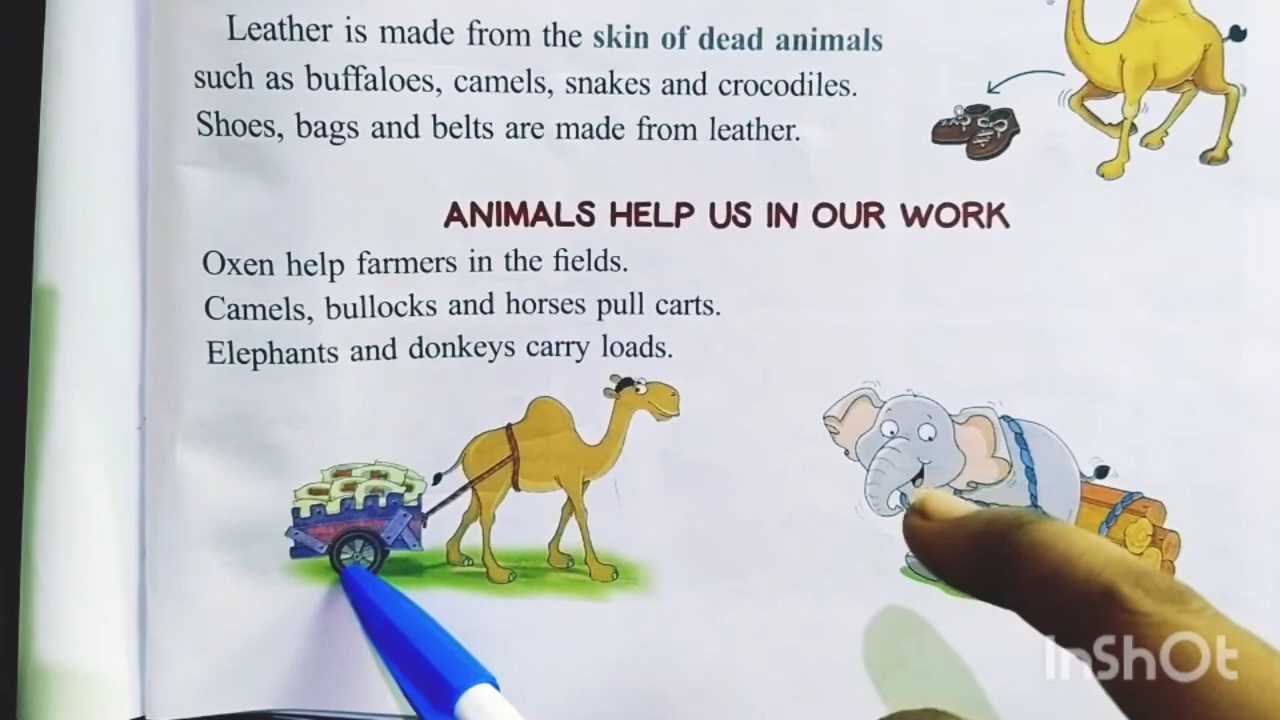 Leather is made from the skin of dead animals
such as buffaloes, camels, snakes and crocodiles.
Shoes, bags and belts are made from leather.
ANIMALS HELP US IN OUR WORK
Oxen help farmers in the fields.
Camels, bullocks and horses pull carts.
Elephants and donkeys carry loads.
InShOt